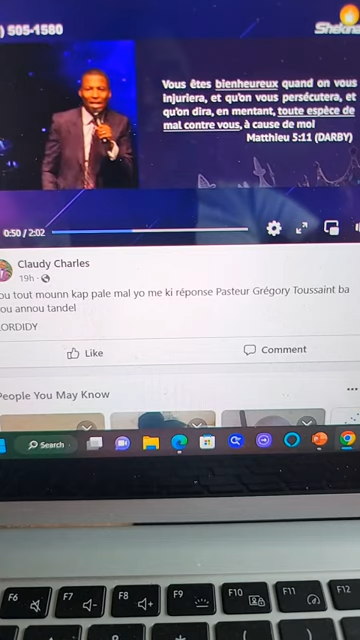 ) 505-1580
Vous êtes bienheureux quand on vous
injuriera, et qu'on vous persécutera, et
qu'on dira, en mentant, toute espèce de
mal contre vous, à cause de moi
Matthieu 5:11 (DARBY)
0:50 / 2:02
Claudy Charles
19h
ou tout mounn kap pale mal yo me ki réponse Pasteur Grégory Toussaint ba
ou annou tandel
LORDIDY
Like
Comment
People You May Know
Search
F6
F7
F8
F9
F10
F11
F12